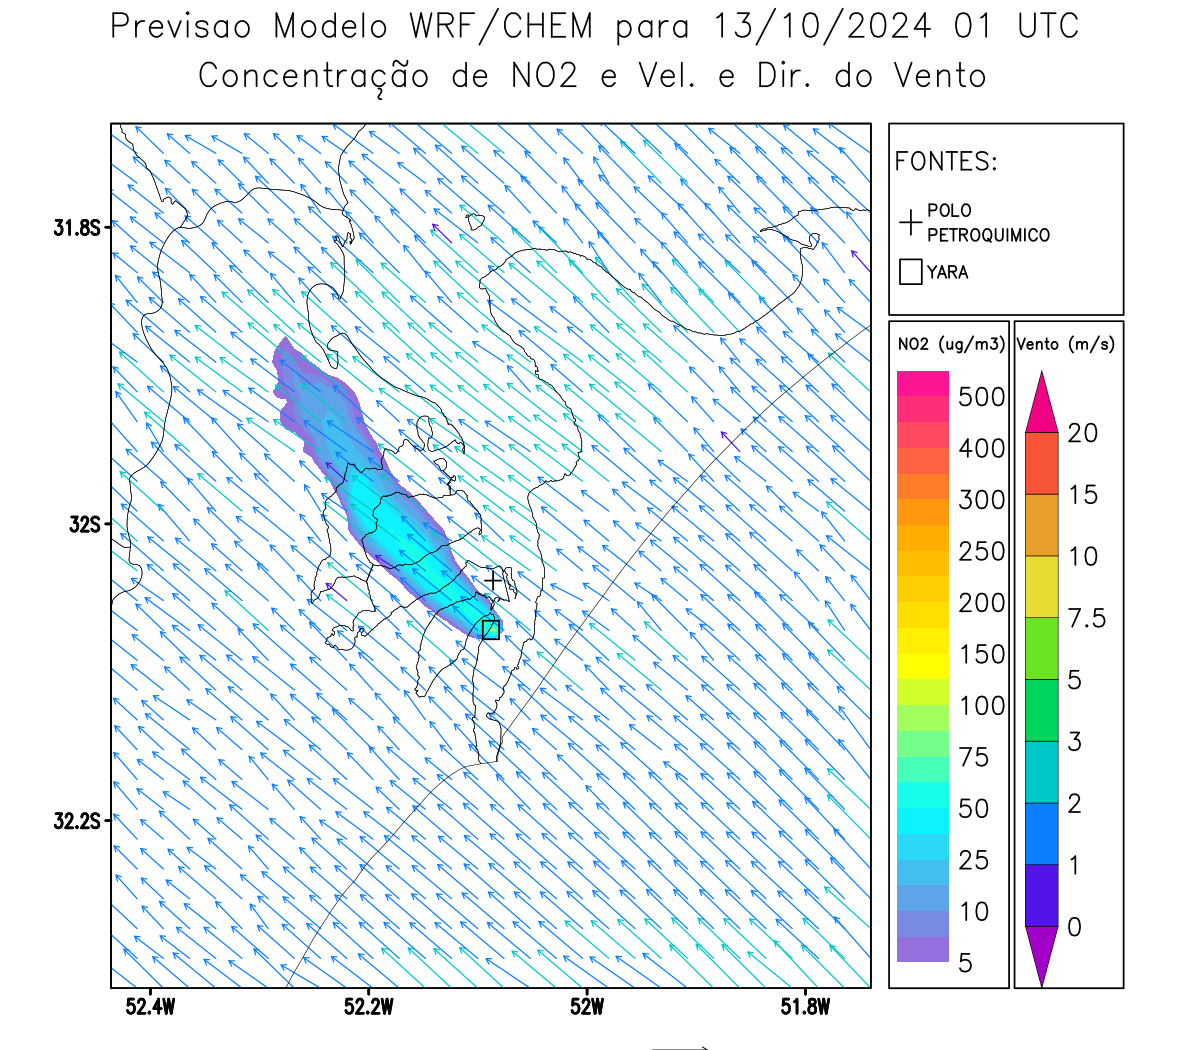 Previsao Modelo WRF/CHEM para 13/10/2024 01 UTC
Concentração de NO2 e Vel. e Dir. do Vento
FONTES:
POLO
PETROQUIMICO
YARA
31.8S
32S
32.2S
52.4W
52.2W
52W
51.8W
NO2 (ug/m3)
500
400
300
250
200
150
100
75
50
25
10
5
Vento (m/s)
20
15
10
7.5
5
3
2
1
0